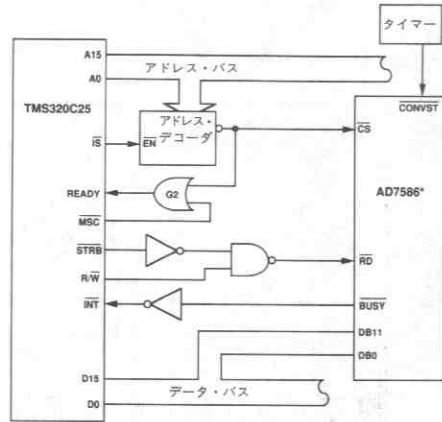 タイマー
A15
A0
アドレス・バス
TMS320C25
アドレス・
デコーダ
EN
IS
CONVST
CS
READY
G2
AD7586*
MSC
STRB
R/W
RD
INT
BUSY
DB11
DB0
D15
データ・バス
D0